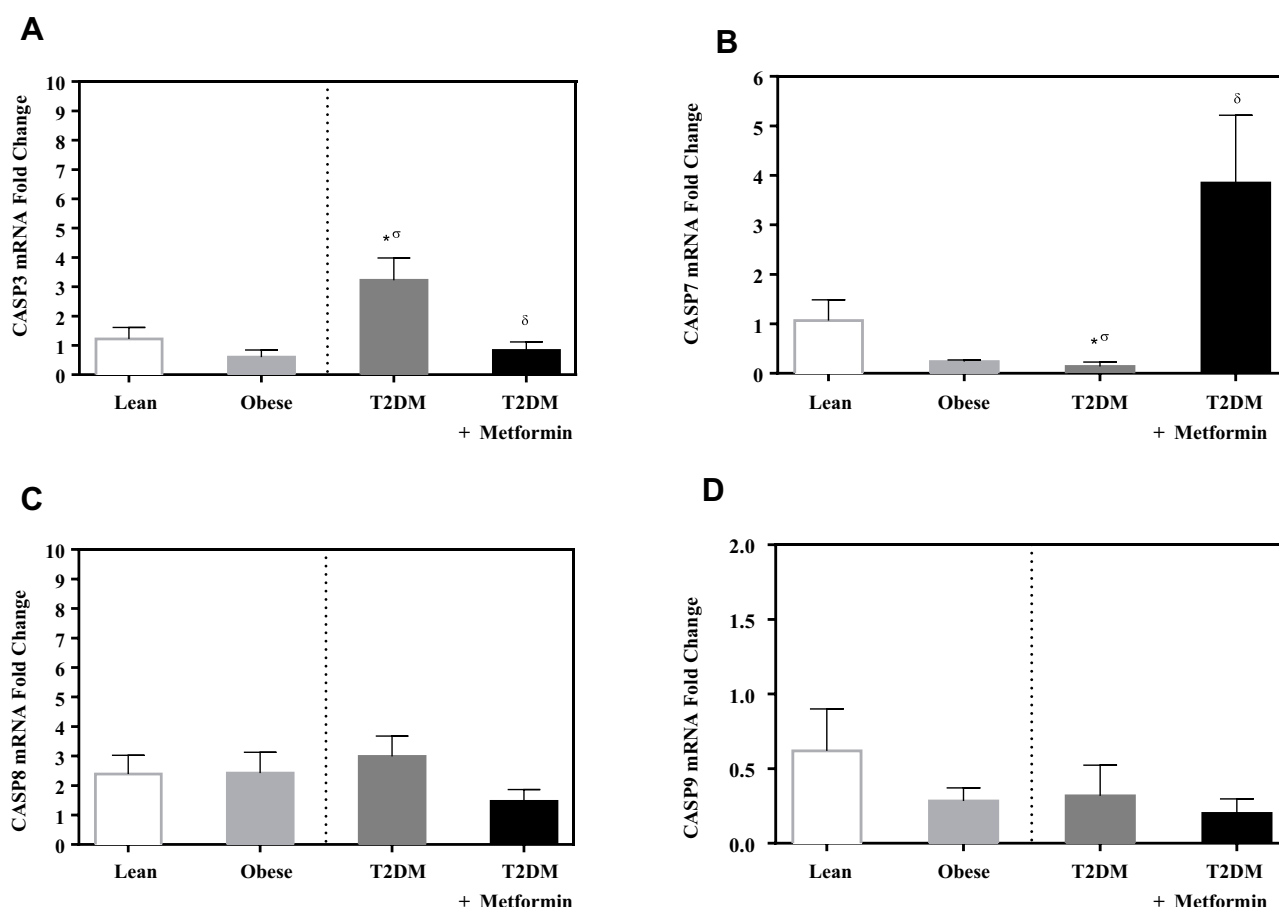 A
CASP3 mRNA Fold Change
10
9
8
7
6
5
4
3
2
1
0
*σ
δ
Lean Obese T2DM T2DM
+ Metformin
B
CASP7 mRNA Fold Change
6
5
4
3
2
1
0
*σ
δ
Lean Obese T2DM T2DM
+ Metformin
C
CASP8 mRNA Fold Change
10
9
8
7
6
5
4
3
2
1
0
Lean Obese T2DM T2DM
+ Metformin
D
CASP9 mRNA Fold Change
2.0
1.5
1.0
0.5
0.0
Lean Obese T2DM T2DM
+ Metformin